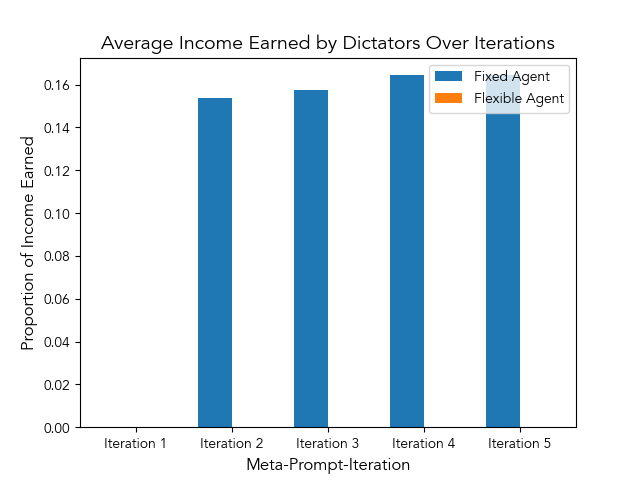 Average Income Earned by Dictators Over Iterations
Fixed Agent
Flexible Agent
0.16
0.14
0.12
0.10
0.08
0.06
0.04
0.02
0.00
Proportion of Income Earned
Iteration 1
Iteration 2
Iteration 3
Iteration 4
Iteration 5
Meta-Prompt-Iteration